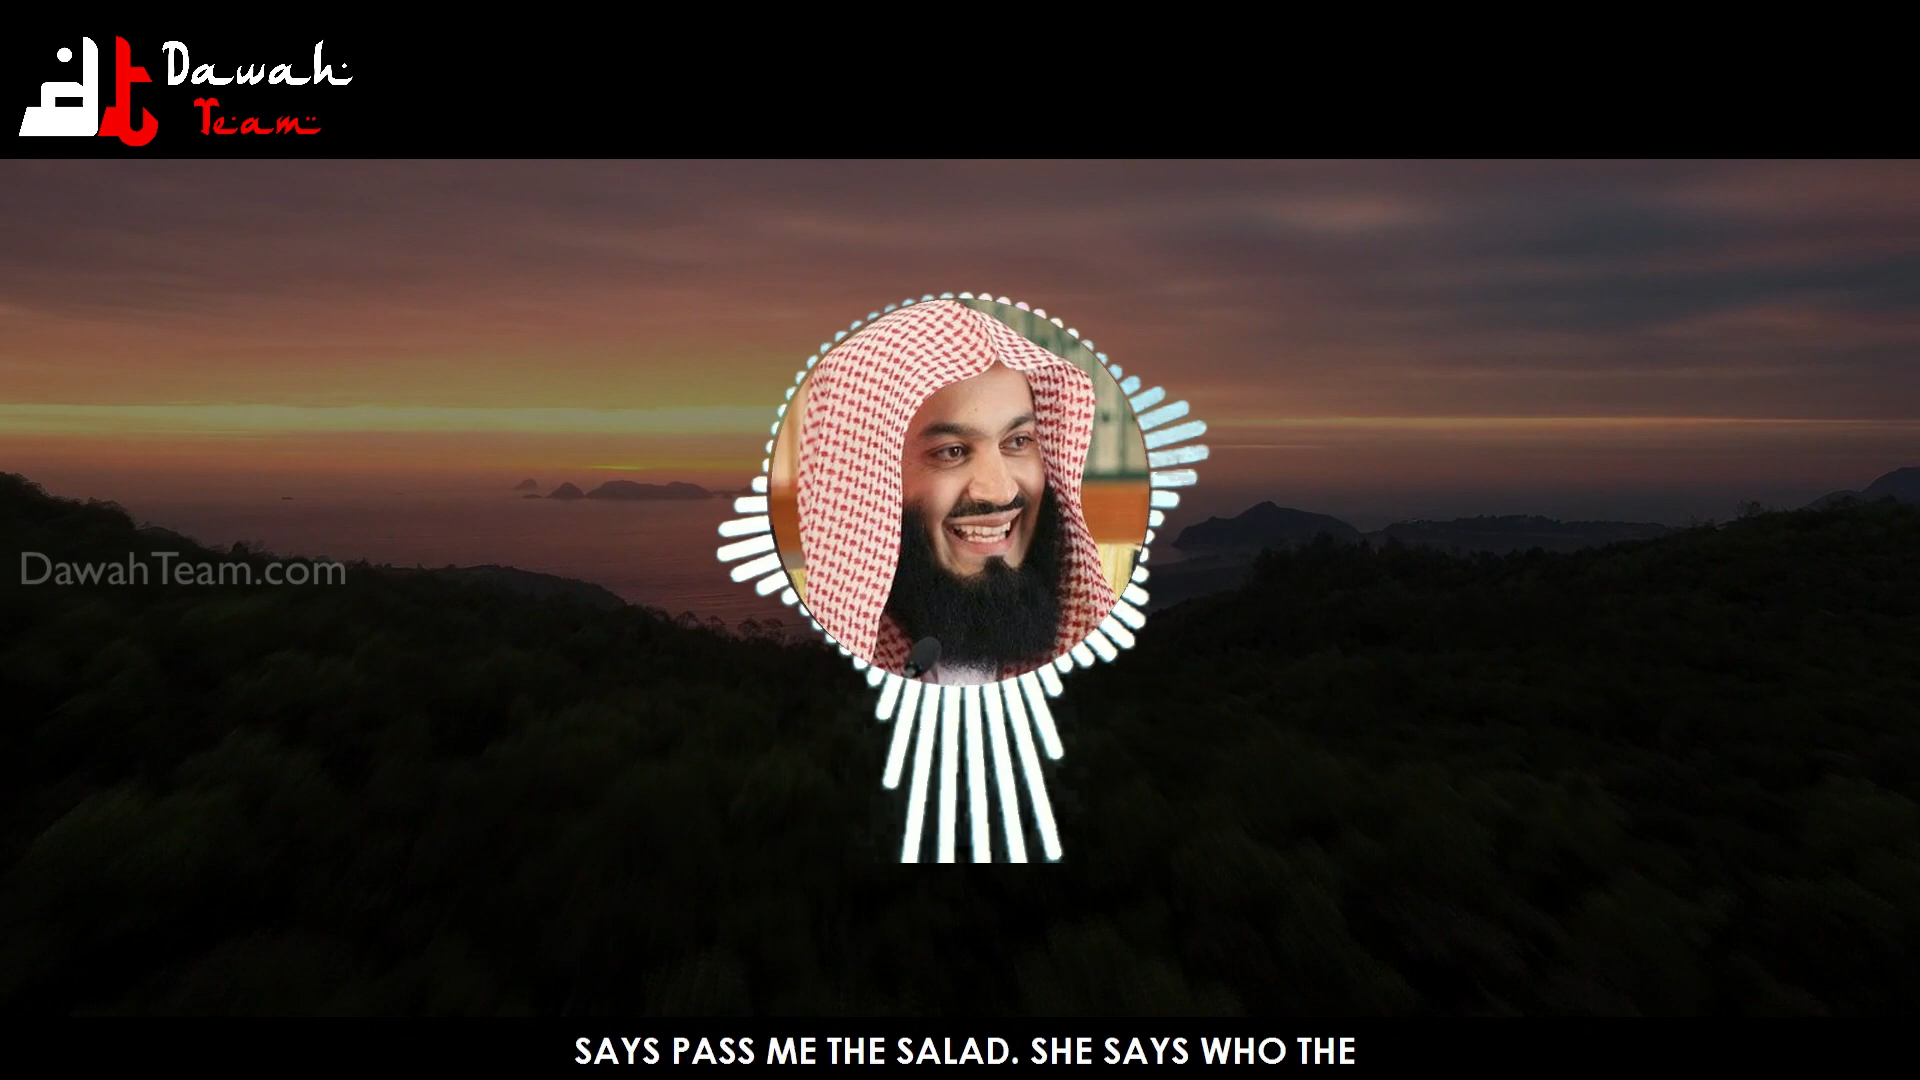 Dawah
Team
DawahTeam.com
SAYS PASS ME THE SALAD. SHE SAYS WHO THE